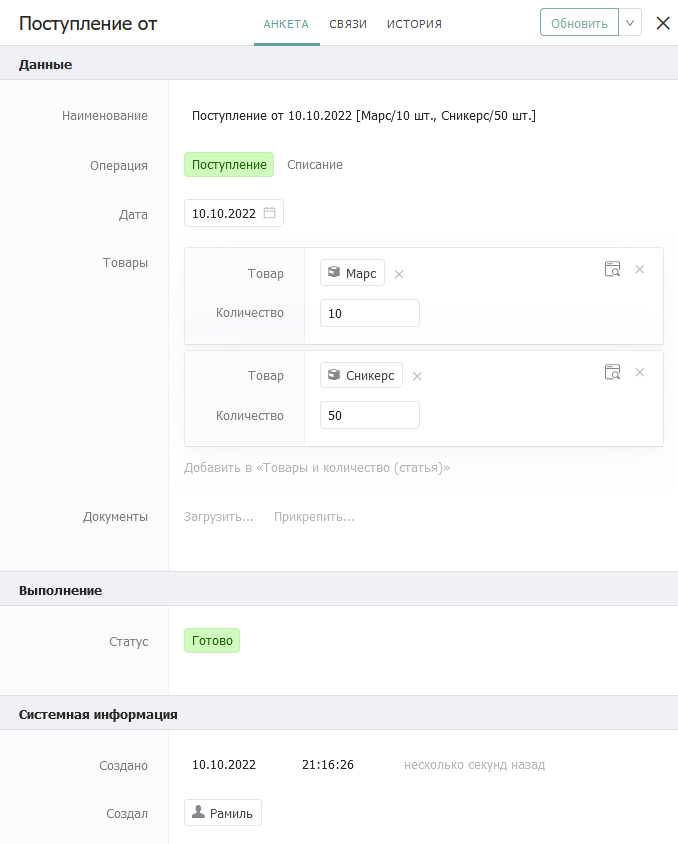 Поступление от
АНКЕТА СВЯЗИ ИСТОРИЯ
Обновить
Данные
Наименование Поступление от 10.10.2022 [Марс/10 шт., Сникерс/50 шт.]
Операция Поступление Списание
Дата 10.10.2022
Товары
Товар Марс
Количество 10
Товар Сникерс
Количество 50
Добавить в «Товары и количество (статья)»
Документы Загрузить... Прикрепить...
Выполнение
Статус Готово
Системная информация
Создано 10.10.2022 21:16:26 несколько секунд назад
Создал Рамиль